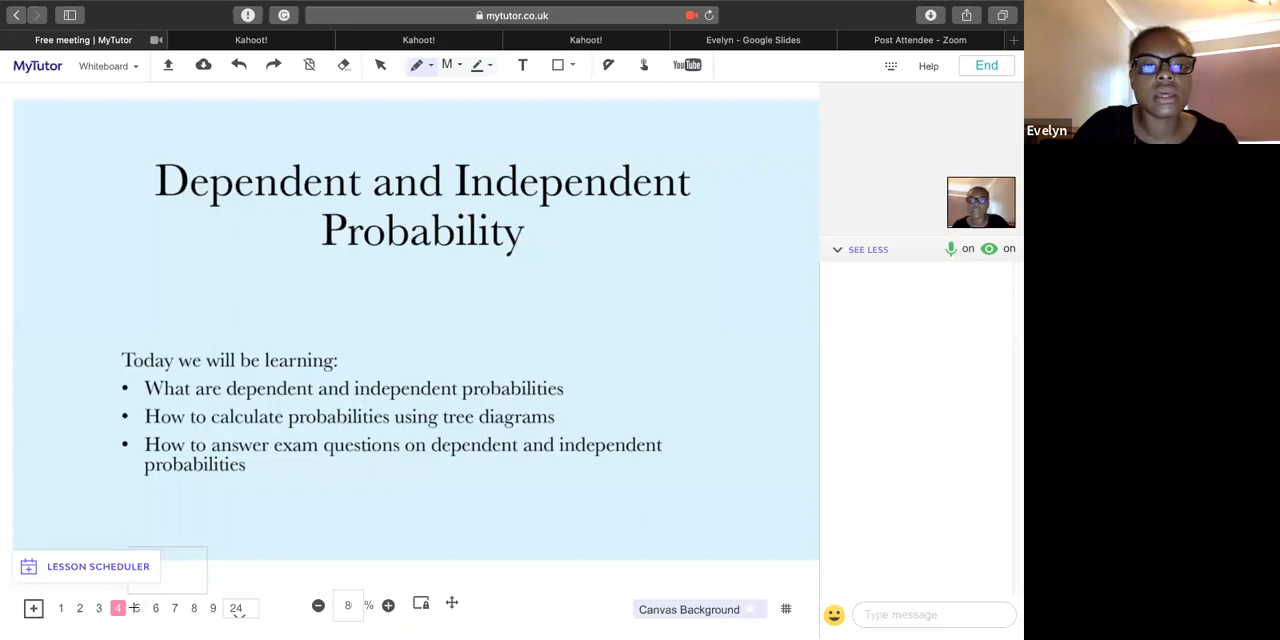 mytutor.co.uk
Free meeting | MyTutor
Kahoot!
Kahoot!
Kahoot!
Evelyn - Google Slides
Post Attendee - Zoom
MyTutor
Whiteboard
M
T
YouTube
Help
End
Dependent and Independent
Probability
Today we will be learning:
• What are dependent and independent probabilities
• How to calculate probabilities using tree diagrams
• How to answer exam questions on dependent and independent
probabilities
SEE LESS
on
on
Evelyn
LESSON SCHEDULER
1 2 3 4 5 6 7 8 9 24
8 %
Canvas Background
Type message